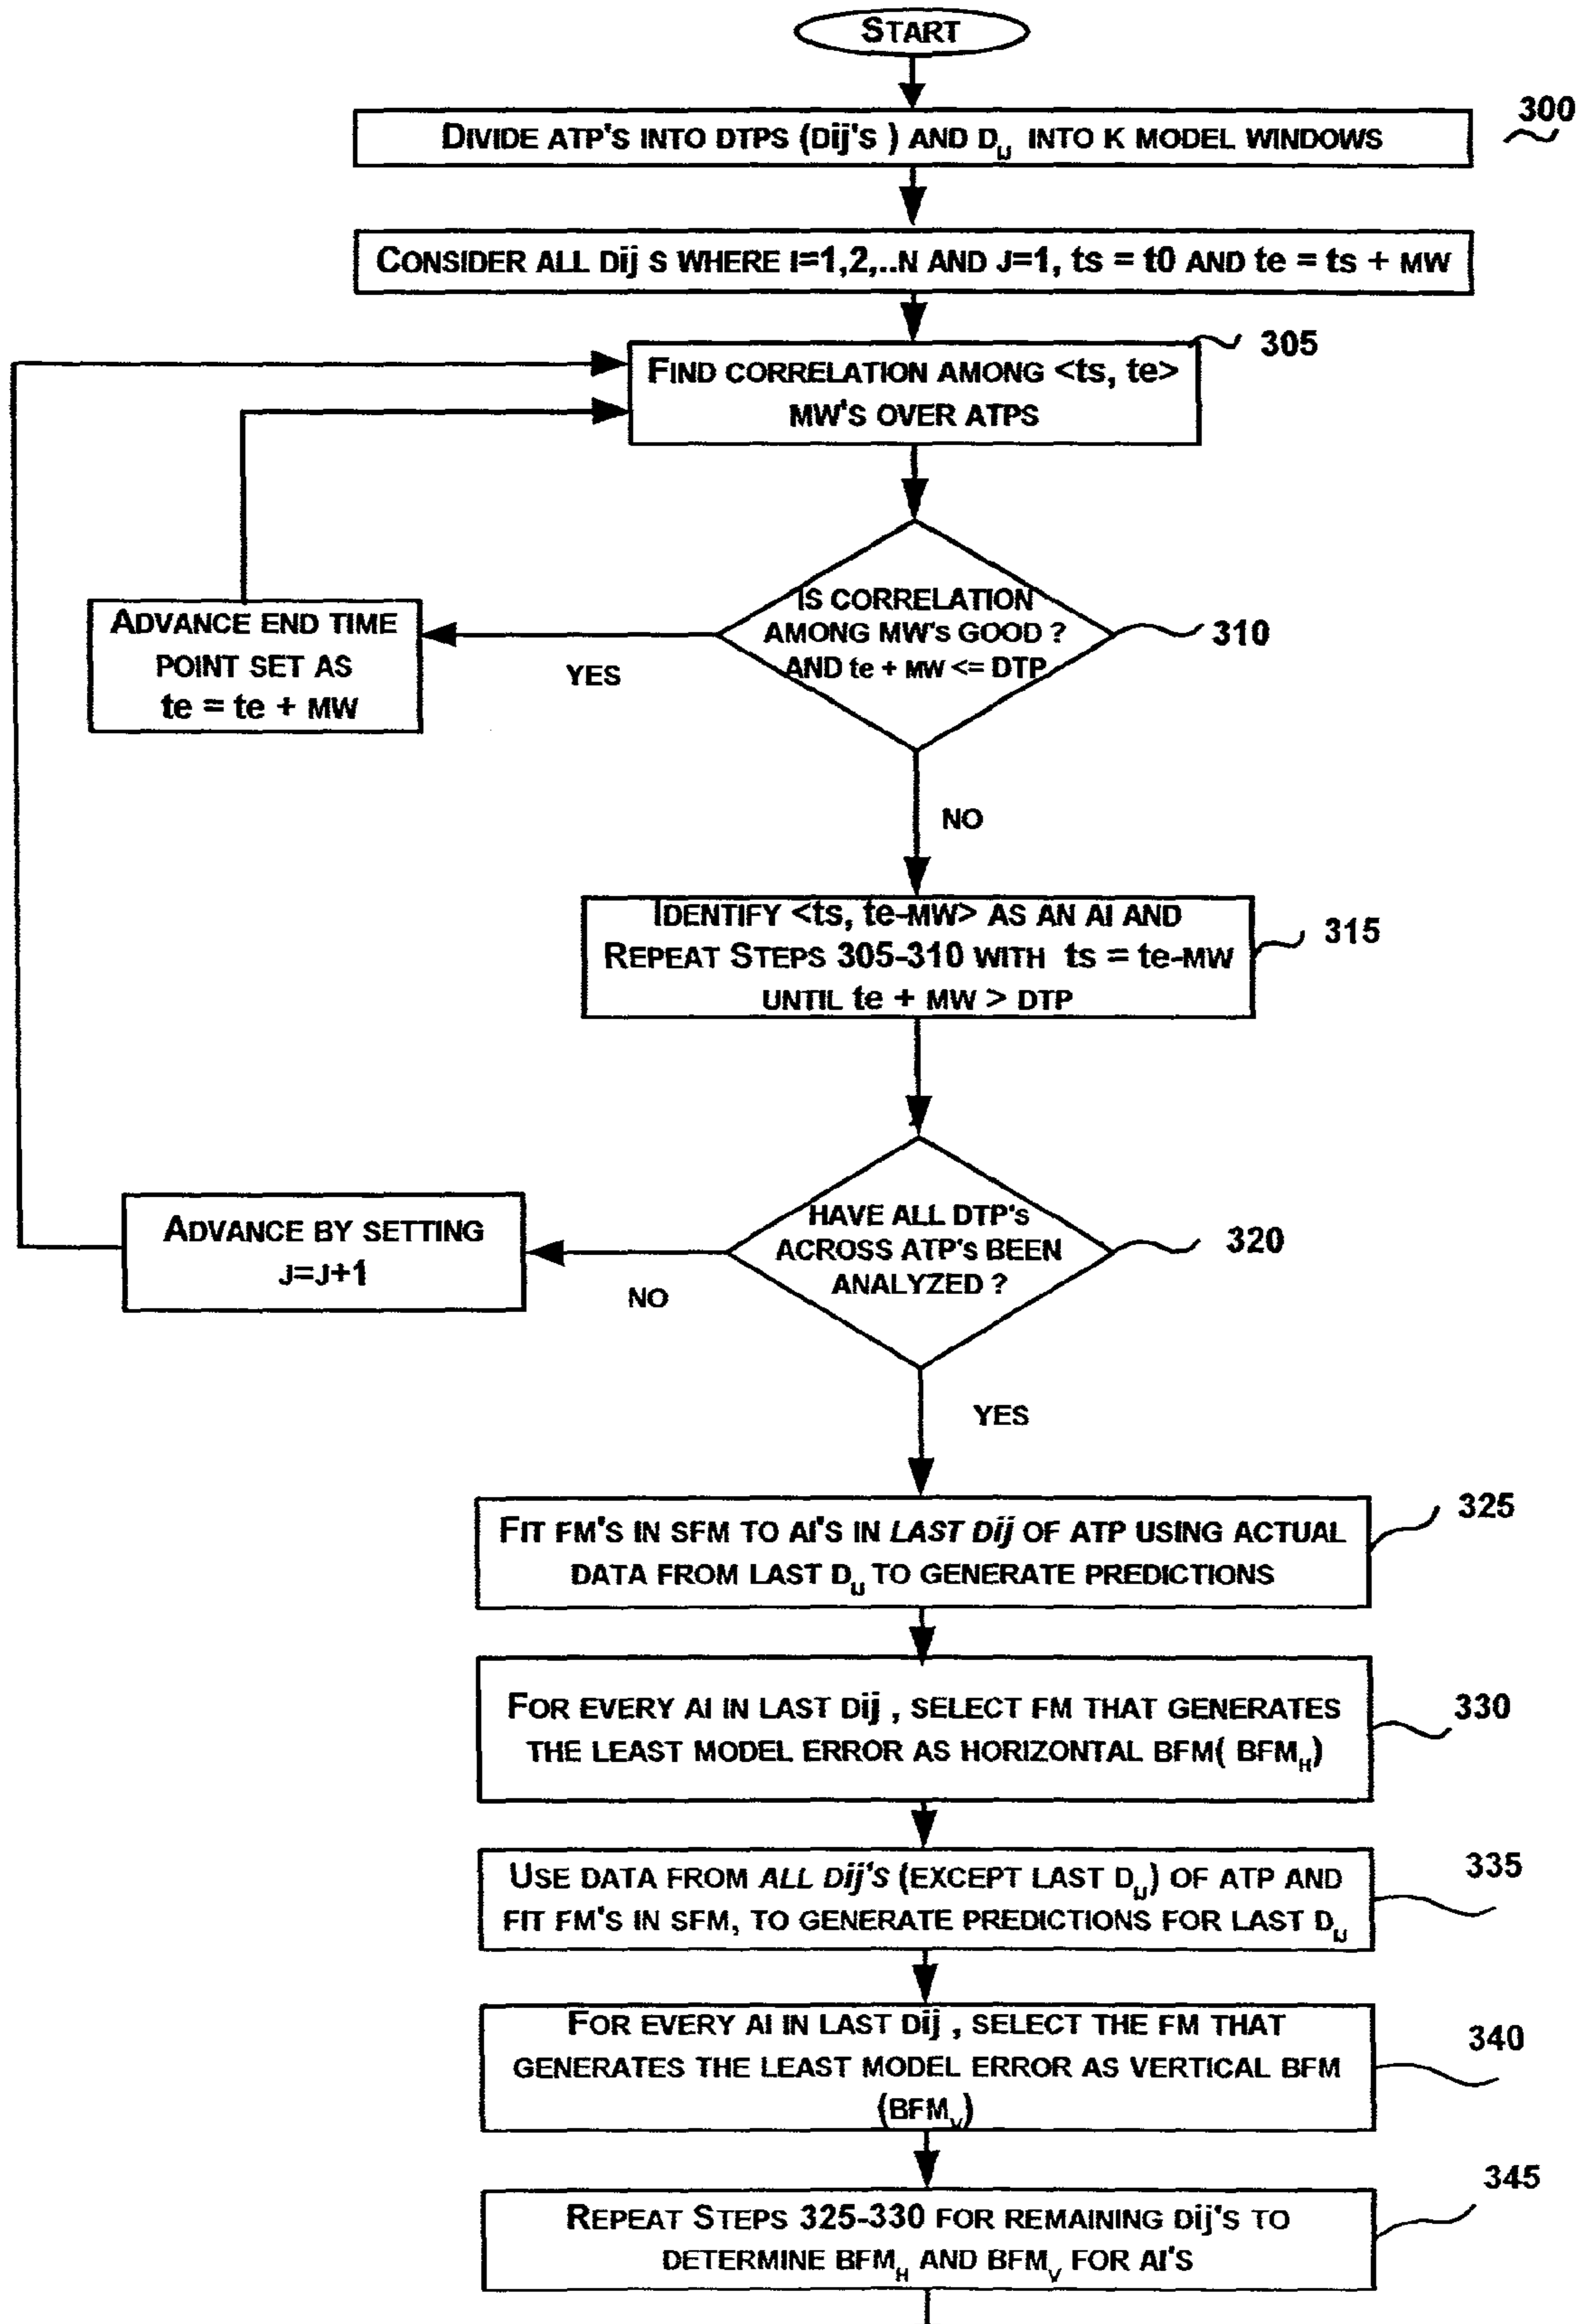 START
DIVIDE ATP'S INTO DTPS (Dij'S ) AND DIJ INTO K MODEL WINDOWS
300
CONSIDER ALL Dij S WHERE I=1,2,..N AND J=1, ts = t0 AND te = ts + MW
305
FIND CORRELATION AMONG <ts, te>
MW'S OVER ATPS
IS CORRELATION
AMONG MW's GOOD ?
AND te + MW <= DTP
310
YES
ADVANCE END TIME
POINT SET AS
te = te + MW
NO
IDENTIFY <ts, te-MW> AS AN AI AND
REPEAT STEPS 305-310 WITH ts = te-MW
UNTIL te + MW > DTP
315
HAVE ALL DTP's
ACROSS ATP's BEEN
ANALYZED ?
320
NO
ADVANCE BY SETTING
J=J+1
YES
FIT FM'S IN SFM TO AI'S IN LAST Dij OF ATP USING ACTUAL
DATA FROM LAST DIJ TO GENERATE PREDICTIONS
325
FOR EVERY AI IN LAST Dij , SELECT FM THAT GENERATES
THE LEAST MODEL ERROR AS HORIZONTAL BFM( BFMH)
330
USE DATA FROM ALL Dij'S (EXCEPT LAST DIJ) OF ATP AND
FIT FM'S IN SFM, TO GENERATE PREDICTIONS FOR LAST DIJ
335
FOR EVERY AI IN LAST Dij , SELECT THE FM THAT
GENERATES THE LEAST MODEL ERROR AS VERTICAL BFM
(BFMV)
340
REPEAT STEPS 325-330 FOR REMAINING Dij'S TO
DETERMINE BFMH AND BFMV FOR AI'S
345